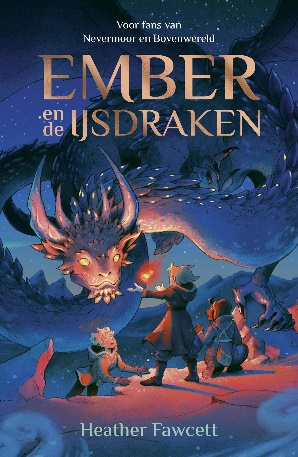 Voor fans van
Nevermoor en Bovenwereld
EMBER
en de IJSDRAKEN
Heather Fawcett